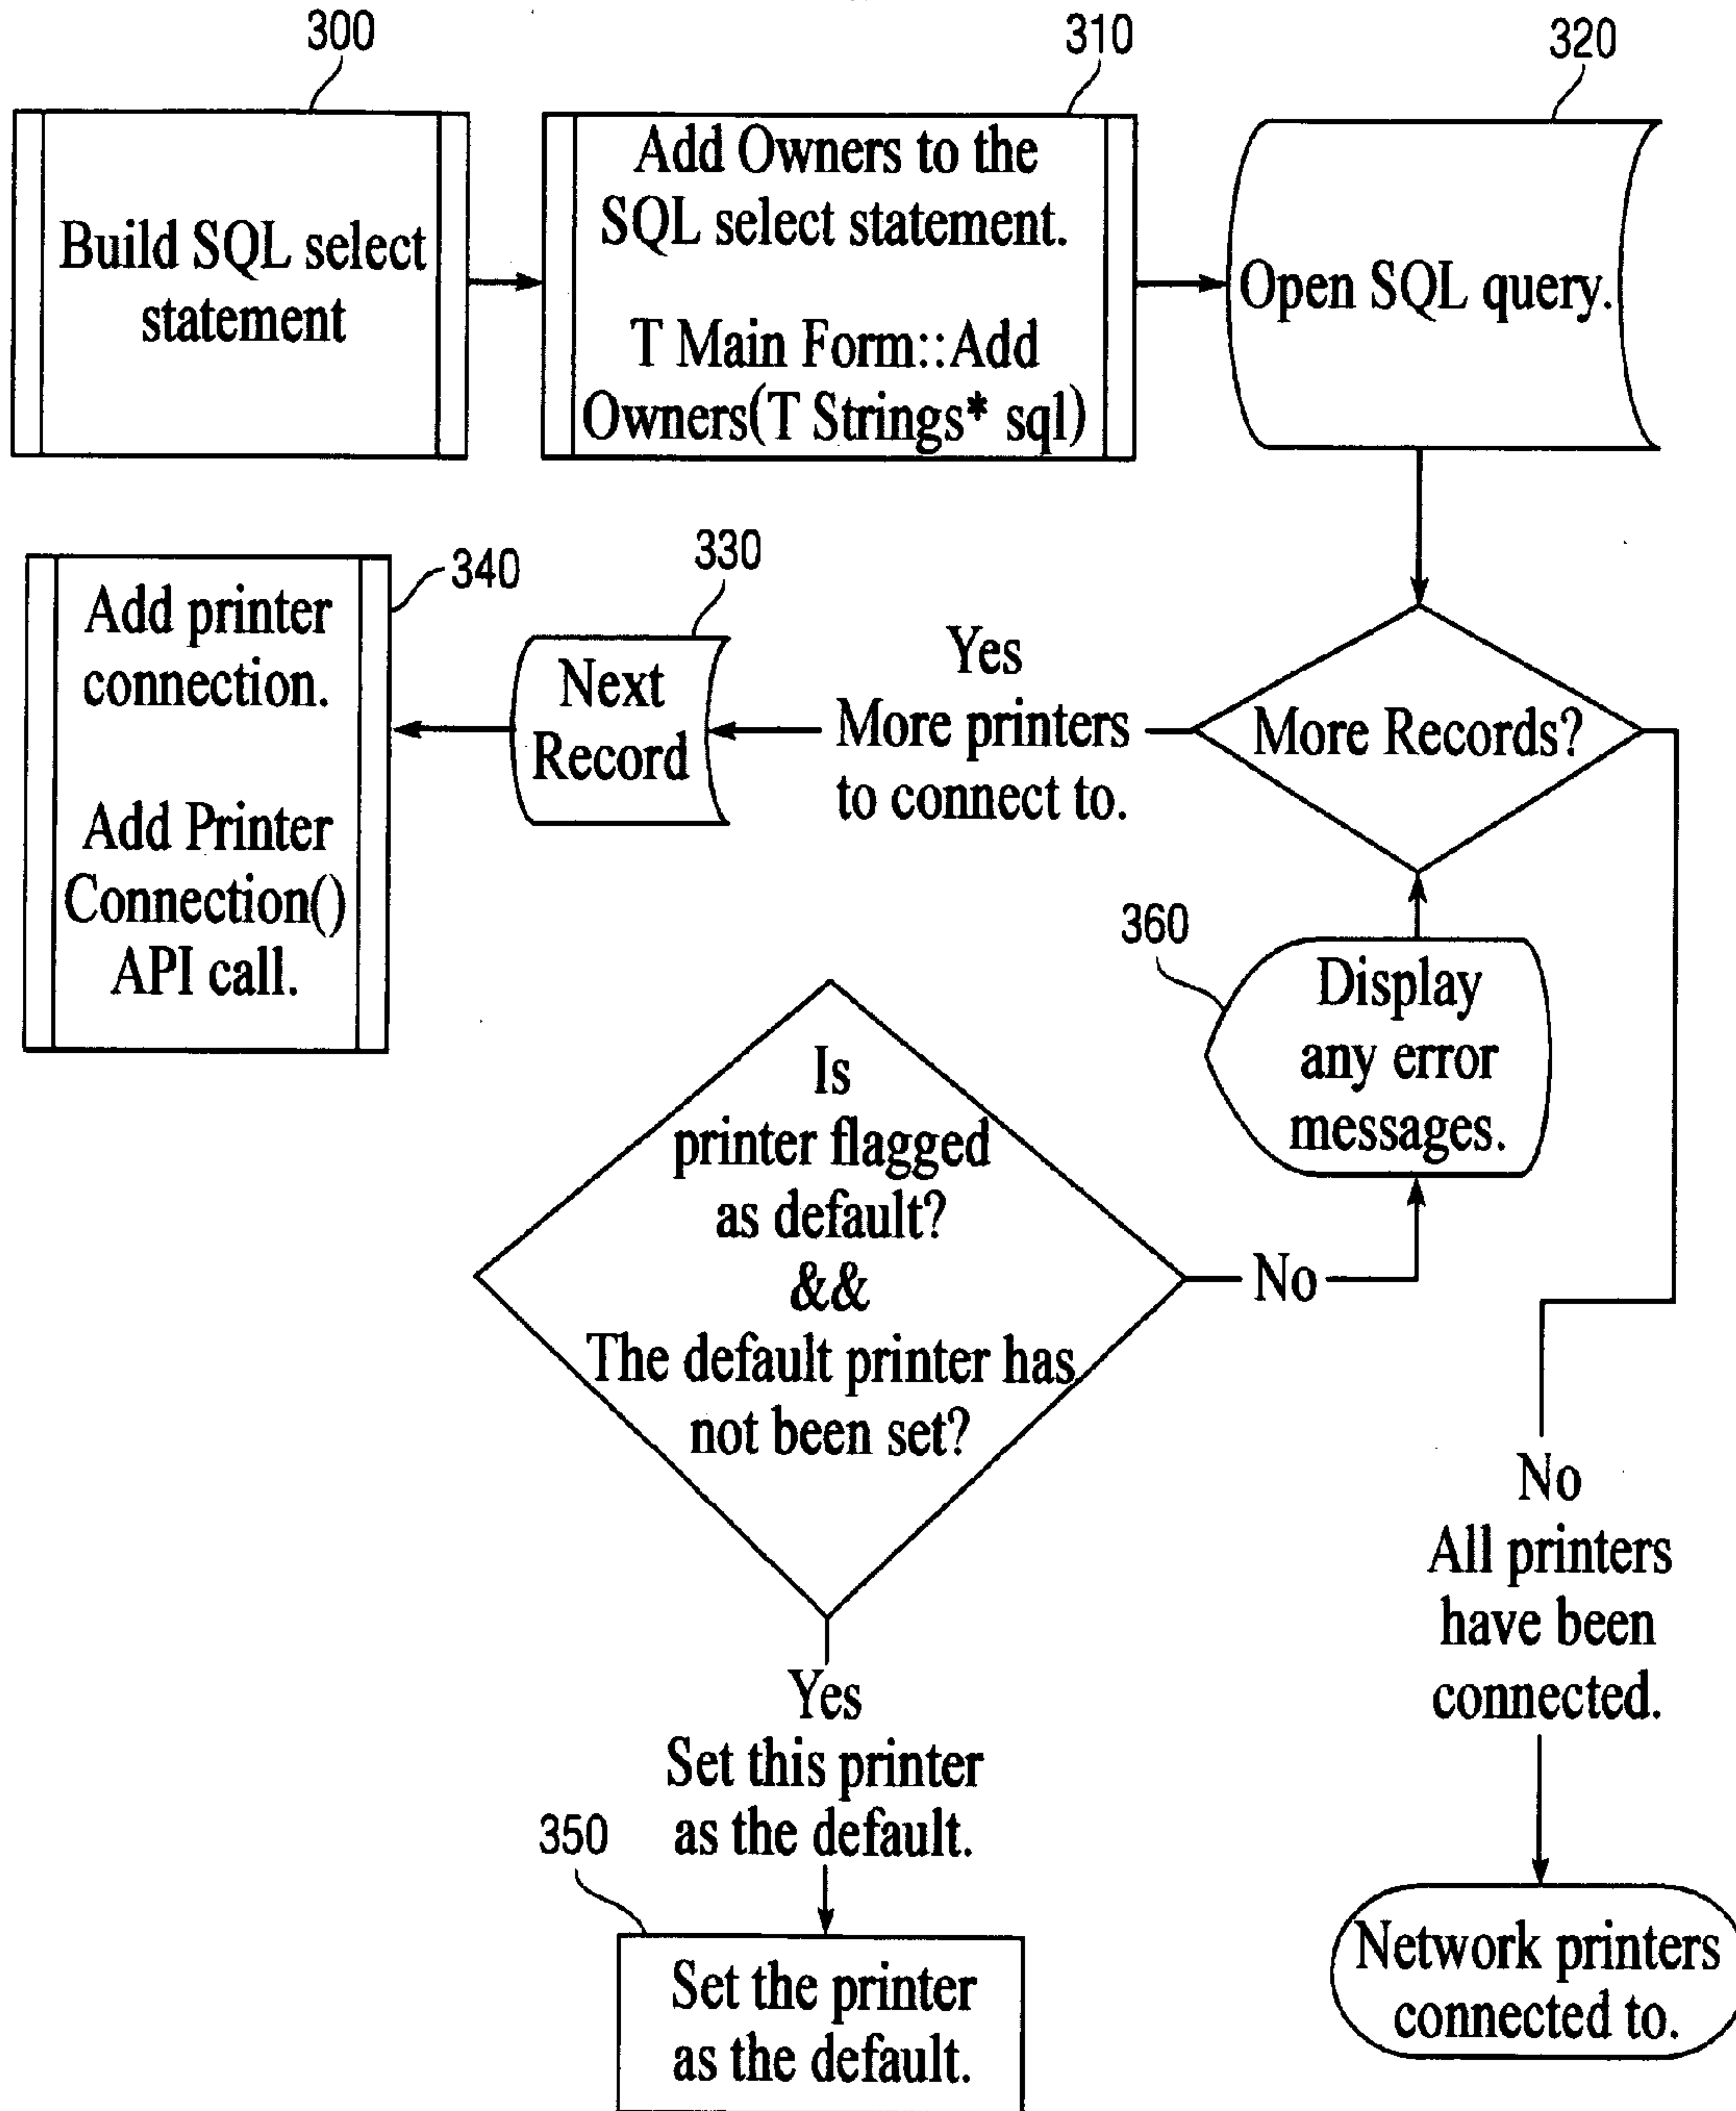 300
310
320
Build SQL select
statement
Add Owners to the
SQL select statement.
T Main Form::Add
Owners(T Strings* sql)
Open SQL query.
340
Add printer
connection.
Add Printer
Connection()
API call.
330
Next
Record
Yes
More printers
to connect to.
More Records?
360
Display
any error
messages.
Is
printer flagged
as default?
&&
The default printer has
not been set?
No
No
All printers
have been
connected.
Yes
Set this printer
as the default.
350
Set the printer
as the default.
Network printers
connected to.